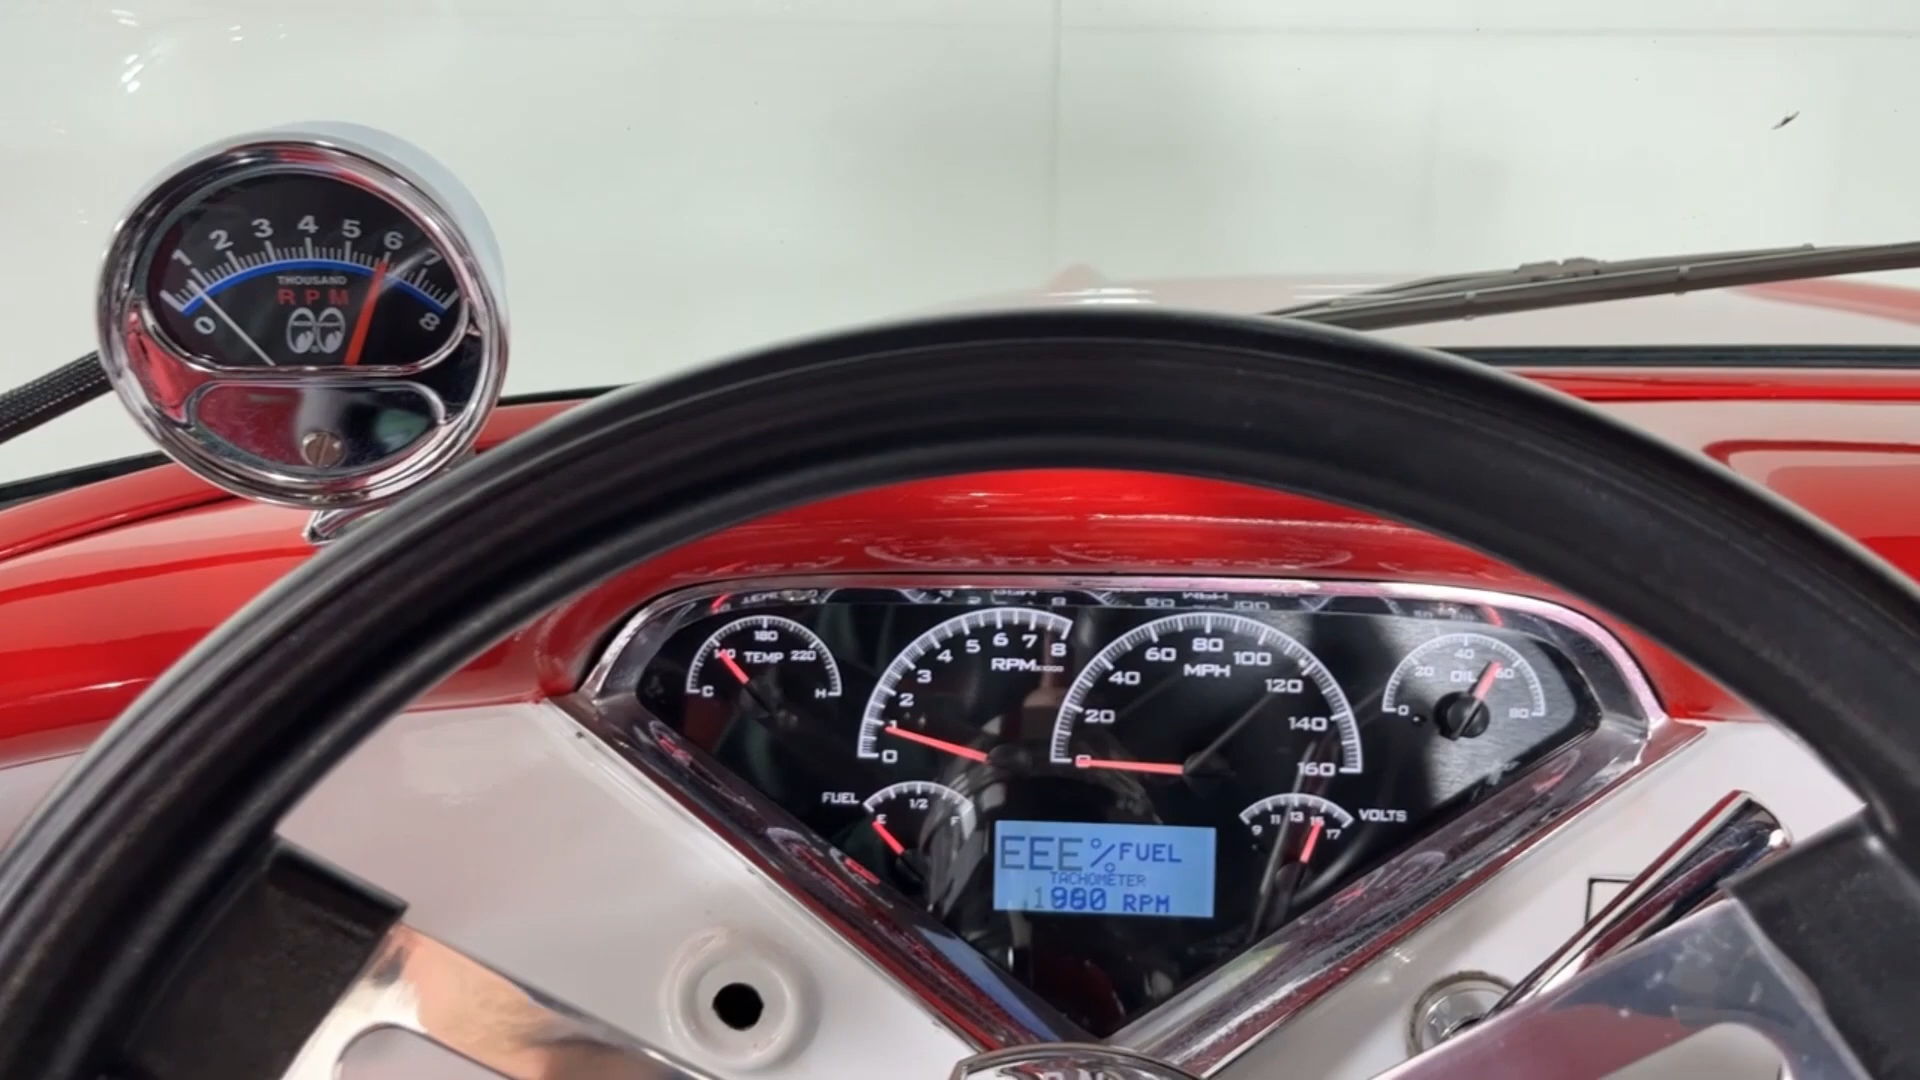 0 1 2 3 4 5 6 7 8
THOUSAND
RPM
C 140 180 220 H
TEMP
0 1 2 3 4 5 6 7 8
RPM
0 20 40 60 80 100 120 140 160
MPH
0 20 40 60 80
OIL
FUEL
E 1/2 F
9 11 13 15 17
VOLTS
EEE % FUEL
TACHOMETER
980 RPM